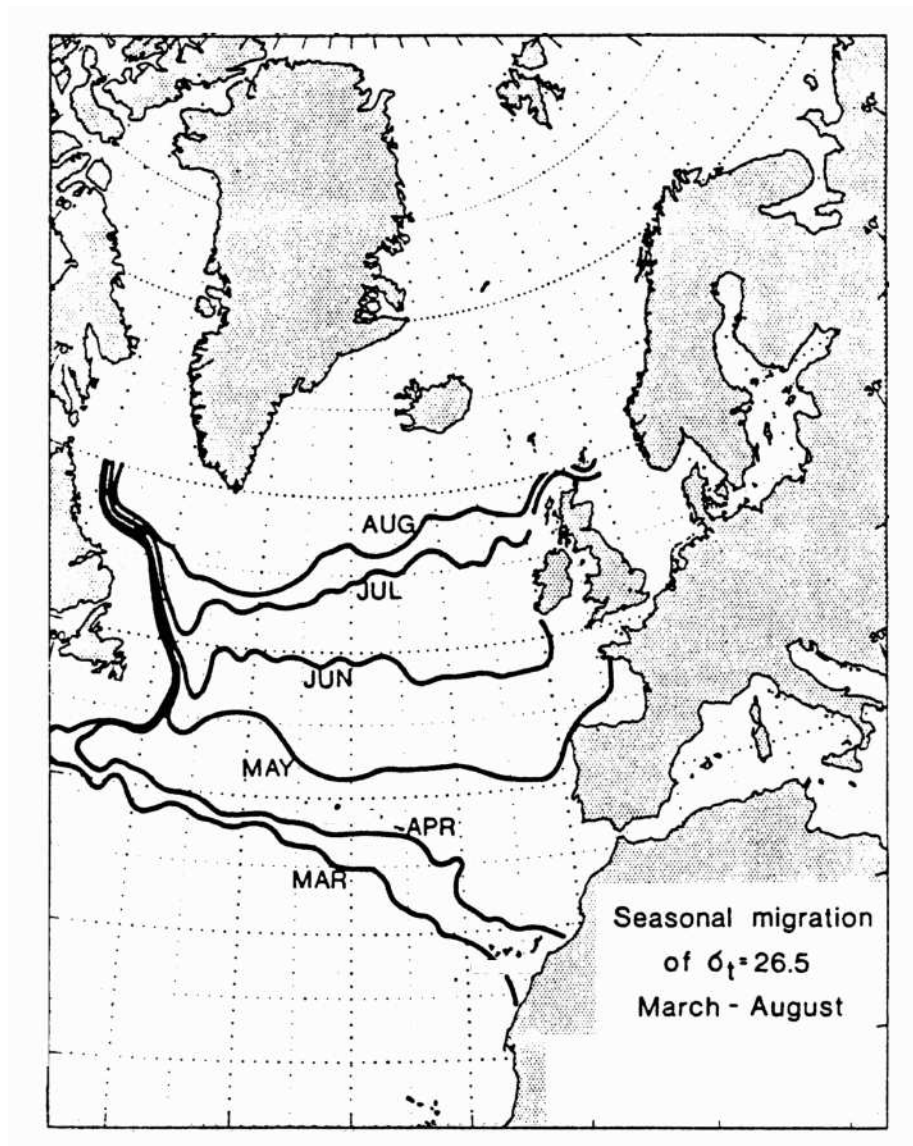 AUG
JUL
JUN
MAY
APR
MAR
Seasonal migration
of σt=26.5
March - August